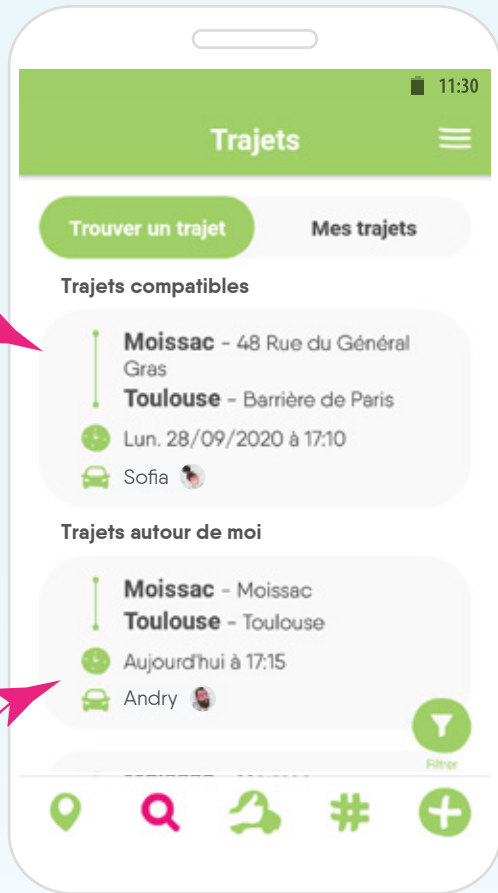 11:30
Trajets
Trouver un trajet
Mes trajets
Trajets compatibles
Moissac - 48 Rue du Général
Gras
Toulouse - Barrière de Paris
Lun. 28/09/2020 à 17:10
Sofia
Trajets autour de moi
Moissac - Moissac
Toulouse - Toulouse
Aujourd'hui à 17:15
Andry
Filtrer
#